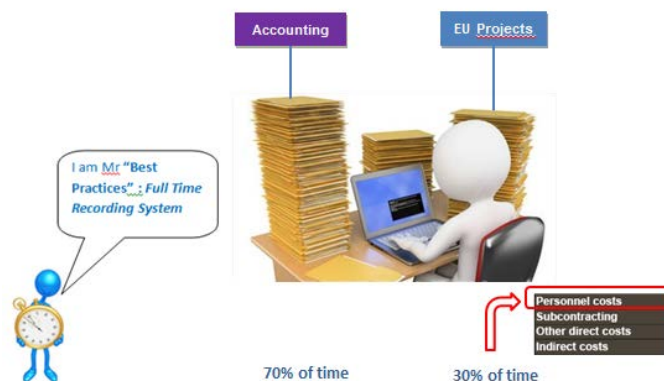 Accounting
EU Projects
I am Mr “Best
Practices” : Full Time
Recording System
Personnel costs
Subcontracting
Other direct costs
Indirect costs
70% of time
30% of time